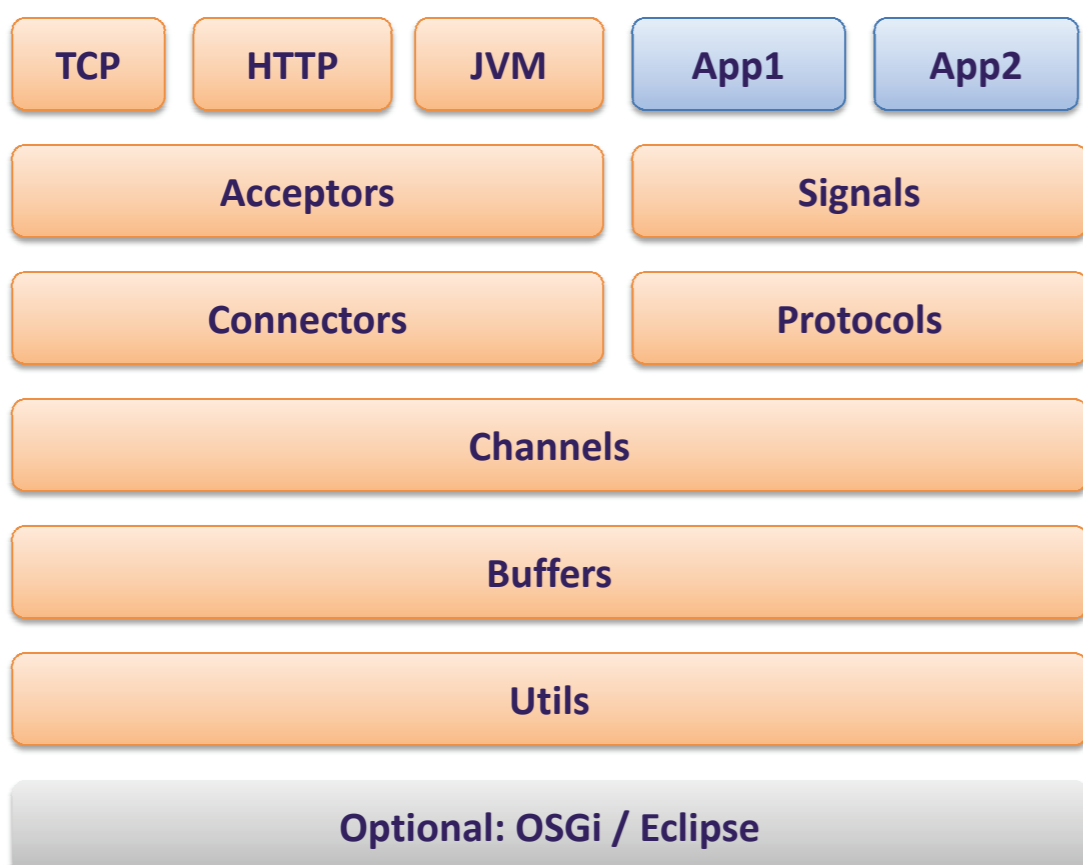 TCP HTTP JVM App1 App2
Acceptors Signals
Connectors Protocols
Channels
Buffers
Utils
Optional: OSGi / Eclipse